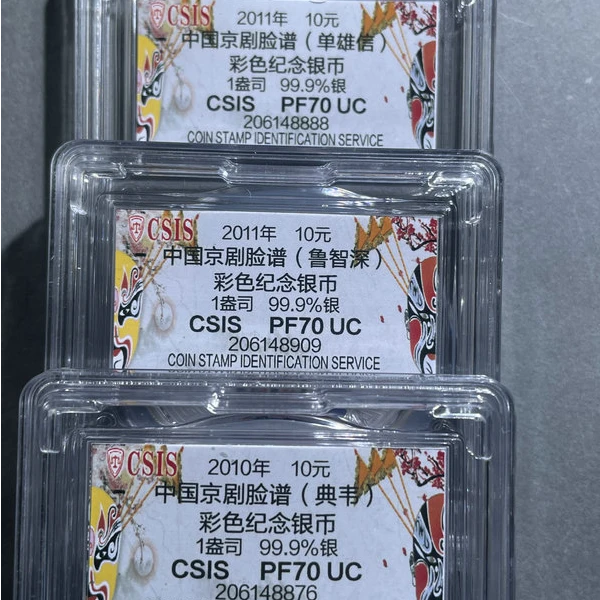 CSIS
2011年 10元
中国京剧脸谱（单雄信）
彩色纪念银币
1盎司 99.9%银
CSIS PF70 UC
206148888
COIN STAMP IDENTIFICATION SERVICE
CSIS
2011年 10元
中国京剧脸谱（鲁智深）
彩色纪念银币
1盎司 99.9%银
CSIS PF70 UC
206148909
COIN STAMP IDENTIFICATION SERVICE
CSIS
2010年 10元
中国京剧脸谱（典韦）
彩色纪念银币
1盎司 99.9%银
CSIS PF70 UC
206148876